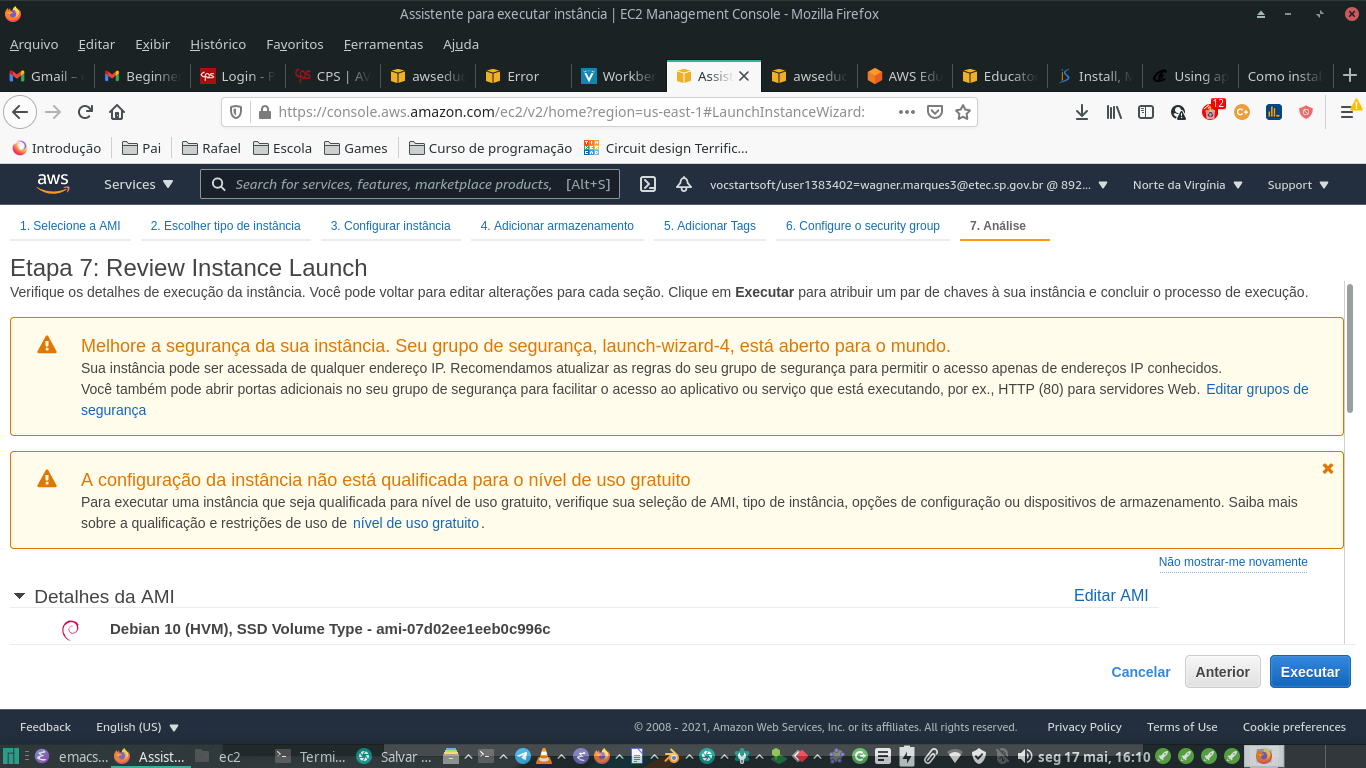 Assistente para executar instância | EC2 Management Console - Mozilla Firefox
Arquivo Editar Exibir Histórico Favoritos Ferramentas Ajuda
Gmail – Beginner Login - P CPS | AV awseduc Error Workben Assist awseduc AWS Edu Educator Install, M Using ap Como instal
https://console.aws.amazon.com/ec2/v2/home?region=us-east-1#LaunchInstanceWizard:
12
Introdução Pai Rafael Escola Games Curso de programação Circuit design Terrific...
aws Services Search for services, features, marketplace products, [Alt+S] vocstartsoft/user1383402=wagner.marques3@etec.sp.gov.br @ 892... Norte da Virgínia Support
1. Selecione a AMI 2. Escolher tipo de instância 3. Configurar instância 4. Adicionar armazenamento 5. Adicionar Tags 6. Configure o security group 7. Análise
Etapa 7: Review Instance Launch
Verifique os detalhes de execução da instância. Você pode voltar para editar alterações para cada seção. Clique em Executar para atribuir um par de chaves à sua instância e concluir o processo de execução.
Melhore a segurança da sua instância. Seu grupo de segurança, launch-wizard-4, está aberto para o mundo.
Sua instância pode ser acessada de qualquer endereço IP. Recomendamos atualizar as regras do seu grupo de segurança para permitir o acesso apenas de endereços IP conhecidos.
Você também pode abrir portas adicionais no seu grupo de segurança para facilitar o acesso ao aplicativo ou serviço que está executando, por ex., HTTP (80) para servidores Web. Editar grupos de
segurança
A configuração da instância não está qualificada para o nível de uso gratuito
Para executar uma instância que seja qualificada para nível de uso gratuito, verifique sua seleção de AMI, tipo de instância, opções de configuração ou dispositivos de armazenamento. Saiba mais
sobre a qualificação e restrições de uso de nível de uso gratuito.
Não mostrar-me novamente
Detalhes da AMI Editar AMI
Debian 10 (HVM), SSD Volume Type - ami-07d02ee1eeb0c996c
Cancelar Anterior Executar
Feedback English (US) © 2008 - 2021, Amazon Web Services, Inc. or its affiliates. All rights reserved. Privacy Policy Terms of Use Cookie preferences
emacs... Assist... ec2 Termi... Salvar ... seg 17 mai, 16:10